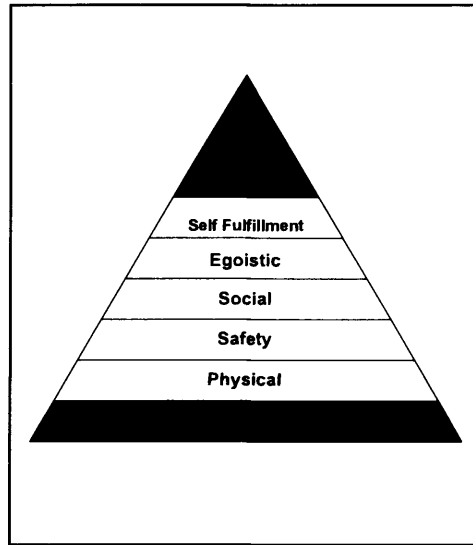 Self Fulfillment
Egoistic
Social
Safety
Physical